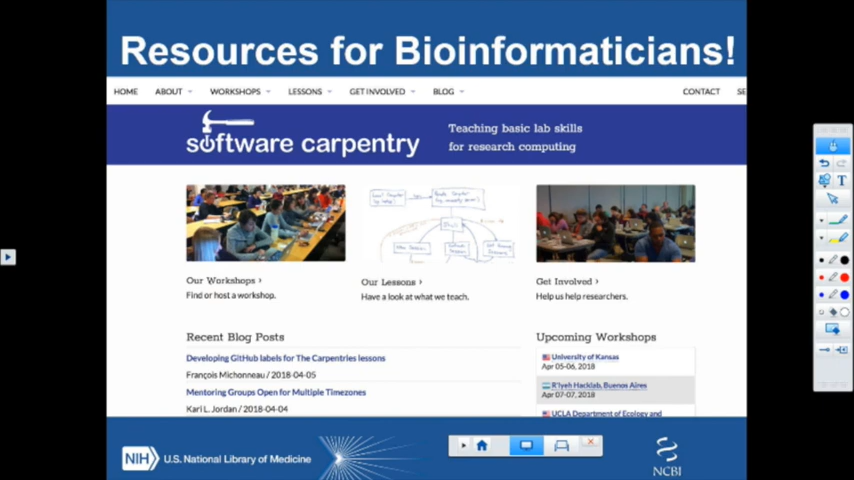 Resources for Bioinformaticians!
HOME ABOUT WORKSHOPS LESSONS GET INVOLVED BLOG CONTACT SE
software carpentry
Teaching basic lab skills
for research computing
Our Workshops ›
Find or host a workshop.
Our Lessons ›
Have a look at what we teach.
Get Involved ›
Help us help researchers.
Recent Blog Posts
Developing GitHub labels for The Carpentries lessons
François Michonneau / 2018-04-05
Mentoring Groups Open for Multiple Timezones
Kari L. Jordan / 2018-04-04
Upcoming Workshops
University of Kansas
Apr 05-06, 2018
R'lyeh Hacklab, Buenos Aires
Apr 07-07, 2018
UCLA Department of Ecology and
NIH U.S. National Library of Medicine
NCBI
T